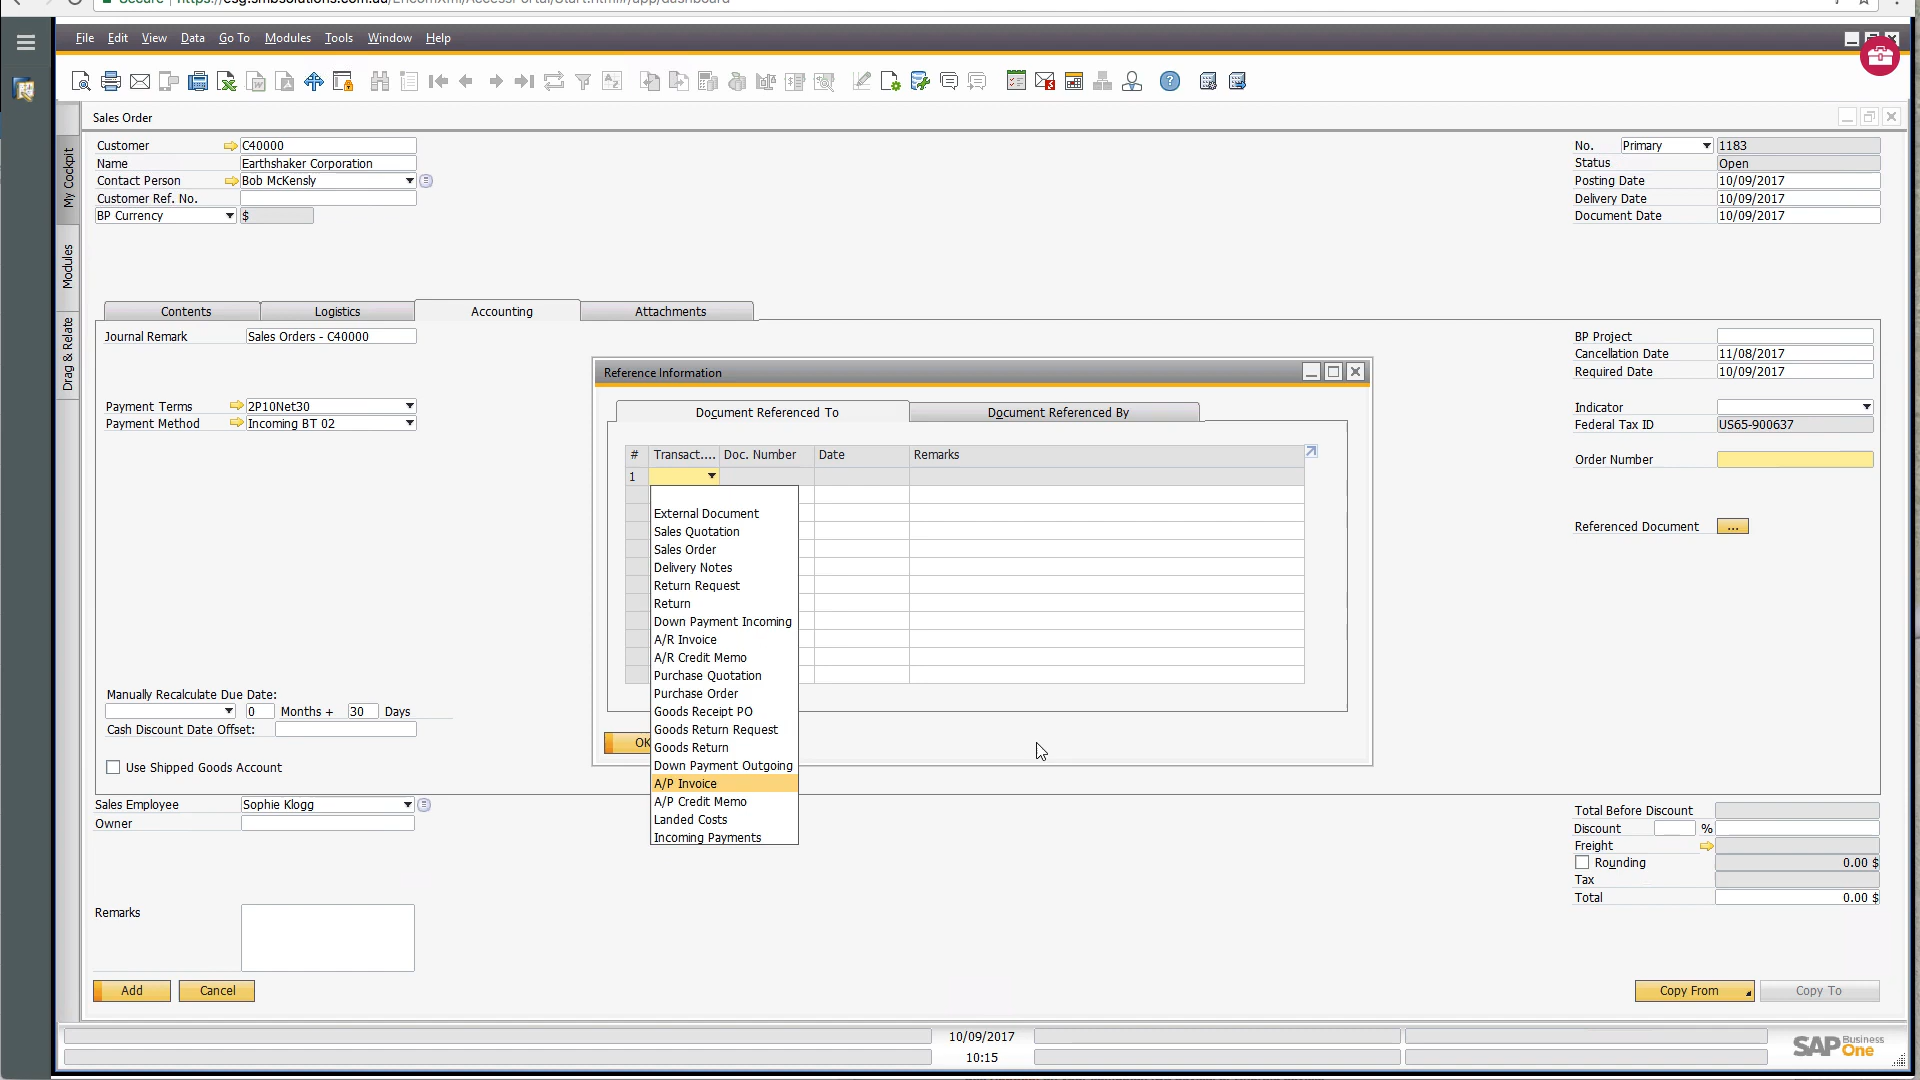 File Edit View Data Go To Modules Tools Window Help
Sales Order
My Cockpit
Modules
Drag & Relate
Customer C40000
Name Earthshaker Corporation
Contact Person Bob McKensly
Customer Ref. No.
BP Currency $
No. Primary 1183
Status Open
Posting Date 10/09/2017
Delivery Date 10/09/2017
Document Date 10/09/2017
Contents Logistics Accounting Attachments
Journal Remark Sales Orders - C40000
Payment Terms 2P10Net30
Payment Method Incoming BT 02
BP Project
Cancellation Date 11/08/2017
Required Date 10/09/2017
Indicator
Federal Tax ID US65-900637
Order Number
Referenced Document ...
Reference Information
Document Referenced To Document Referenced By
# Transact.... Doc. Number Date Remarks
1
External Document
Sales Quotation
Sales Order
Delivery Notes
Return Request
Return
Down Payment Incoming
A/R Invoice
A/R Credit Memo
Purchase Quotation
Purchase Order
Goods Receipt PO
Goods Return Request
Goods Return
Down Payment Outgoing
A/P Invoice
A/P Credit Memo
Landed Costs
Incoming Payments
OK
Manually Recalculate Due Date:
0 Months + 30 Days
Cash Discount Date Offset:
Use Shipped Goods Account
Sales Employee Sophie Klogg
Owner
Remarks
Total Before Discount
Discount %
Freight
Rounding 0.00 $
Tax
Total 0.00 $
Add Cancel
Copy From Copy To
10/09/2017
10:15
SAP Business One